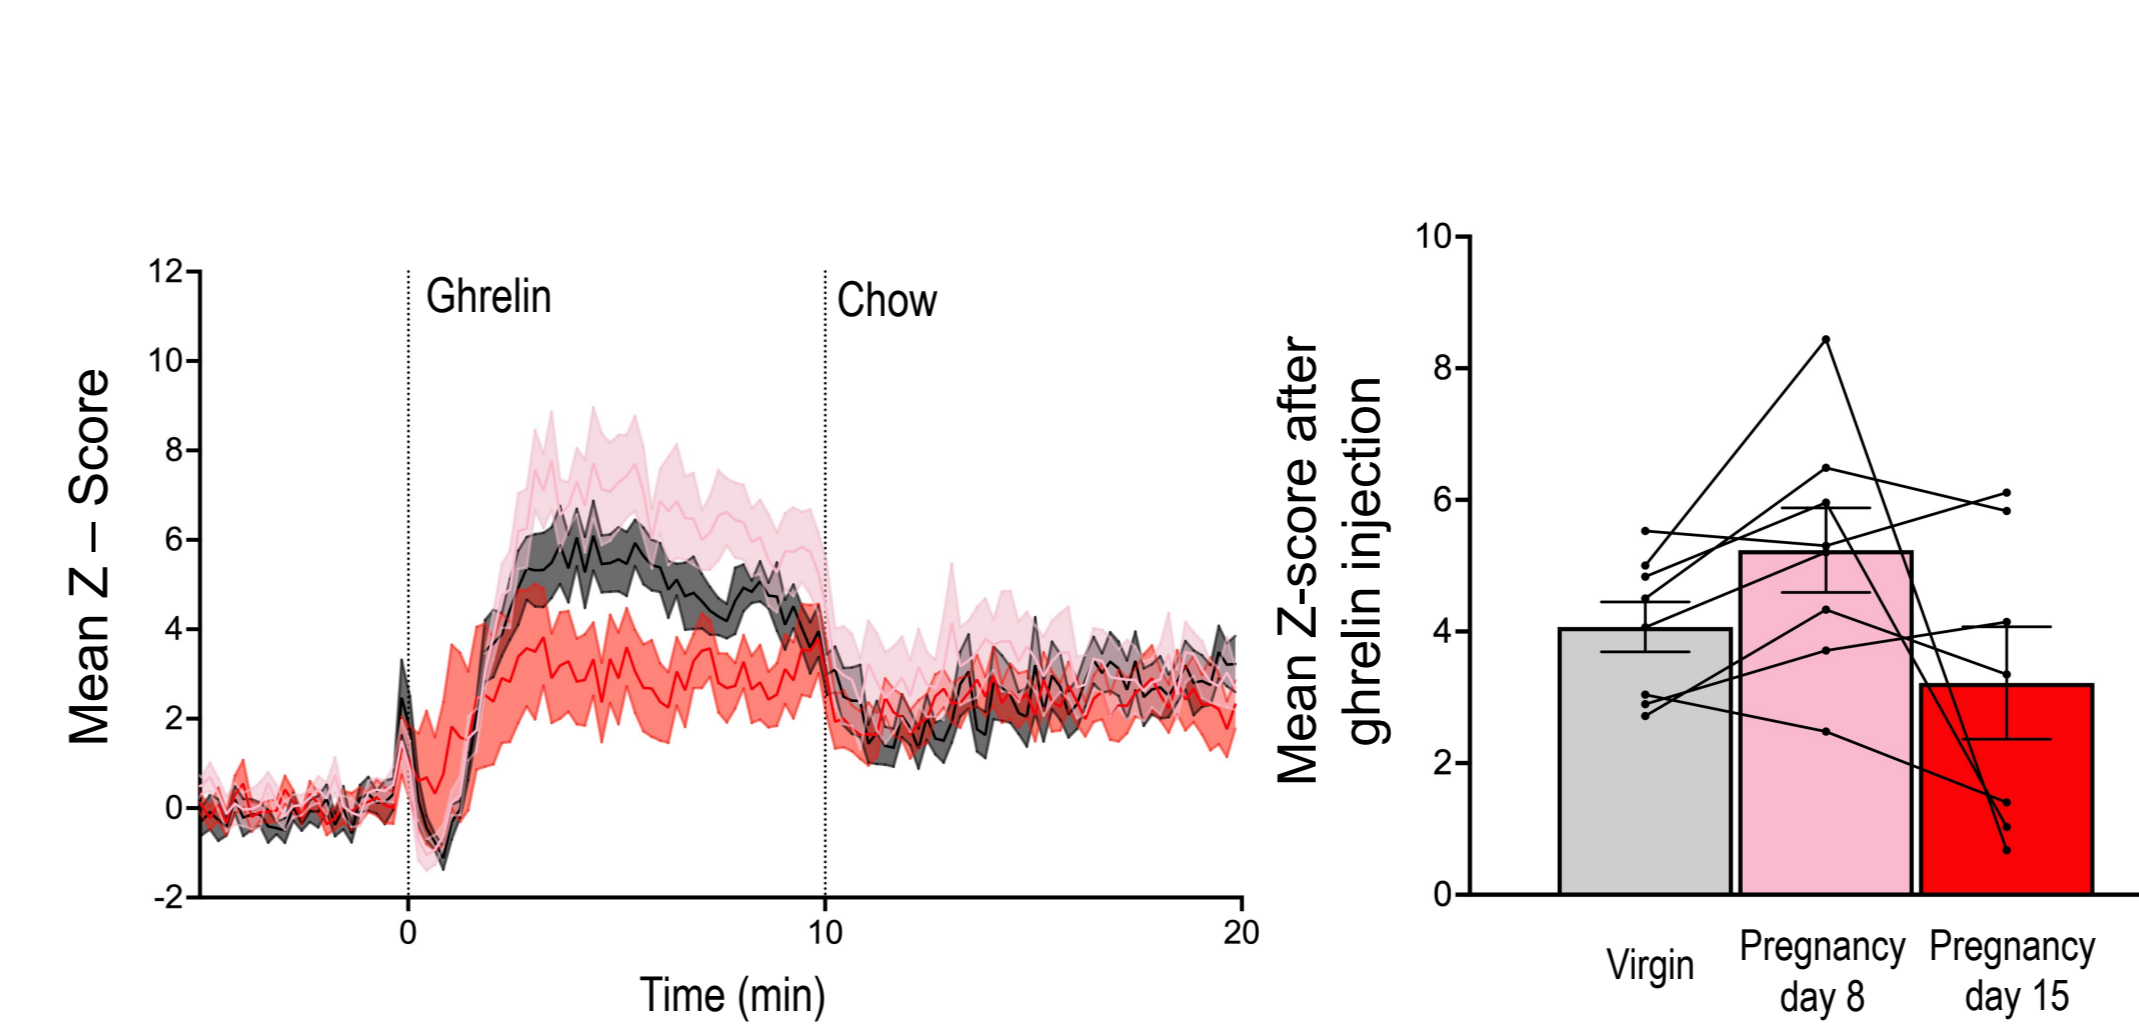 Mean Z – Score
12
10
8
6
4
2
0
-2
Ghrelin
Chow
0
10
20
Time (min)
Mean Z-score after
ghrelin injection
10
8
6
4
2
0
Virgin
Pregnancy
day 8
Pregnancy
day 15